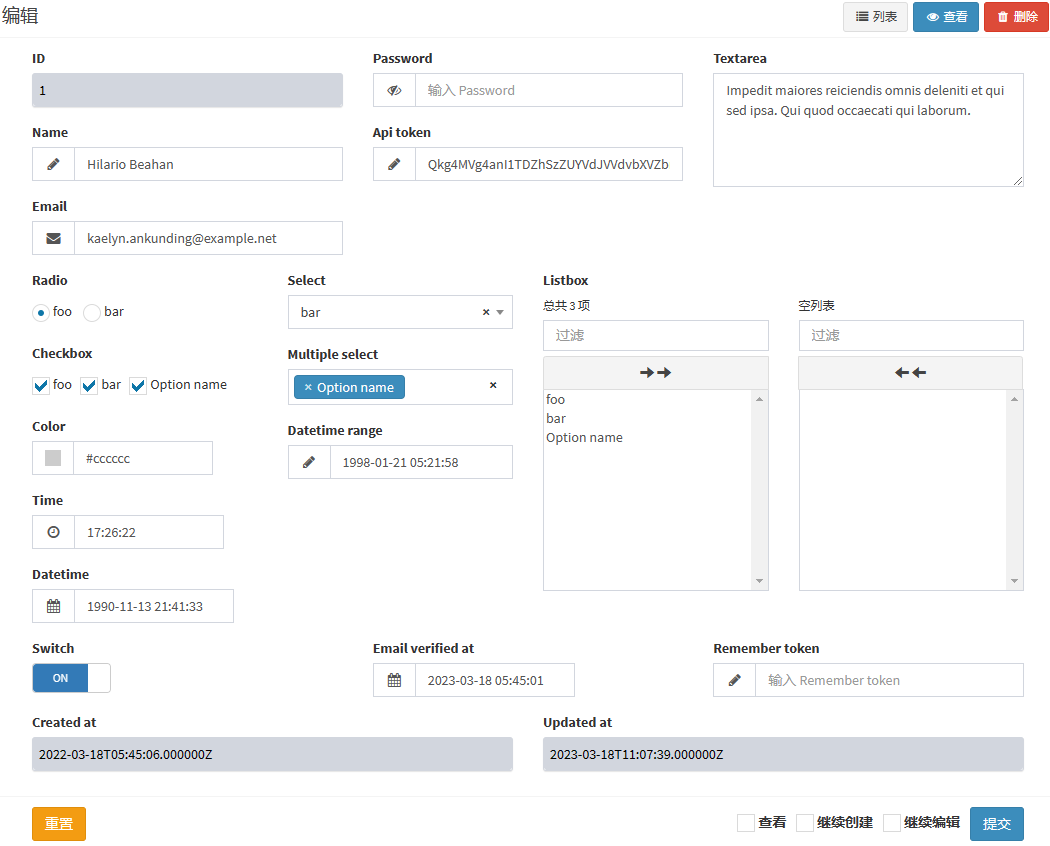 编辑
列表 查看 删除
ID
1
Name
Hilario Beahan
Email
kaelyn.ankunding@example.net
Password
输入 Password
Api token
Qkg4MVg4anI1TDZhSzZUYVdJVVdvbXVZb
Textarea
Impedit maiores reiciendis omnis deleniti et qui
sed ipsa. Qui quod occaecati qui laborum.
Radio
foo bar
Checkbox
foo bar Option name
Color
#cccccc
Time
17:26:22
Datetime
1990-11-13 21:41:33
Select
bar × 
Multiple select
× Option name ×
Datetime range
1998-01-21 05:21:58
Listbox
总共 3 项
过滤
foo
bar
Option name
空列表
过滤
Switch
ON
Email verified at
2023-03-18 05:45:01
Remember token
输入 Remember token
Created at
2022-03-18T05:45:06.000000Z
Updated at
2023-03-18T11:07:39.000000Z
重置
查看 继续创建 继续编辑 提交